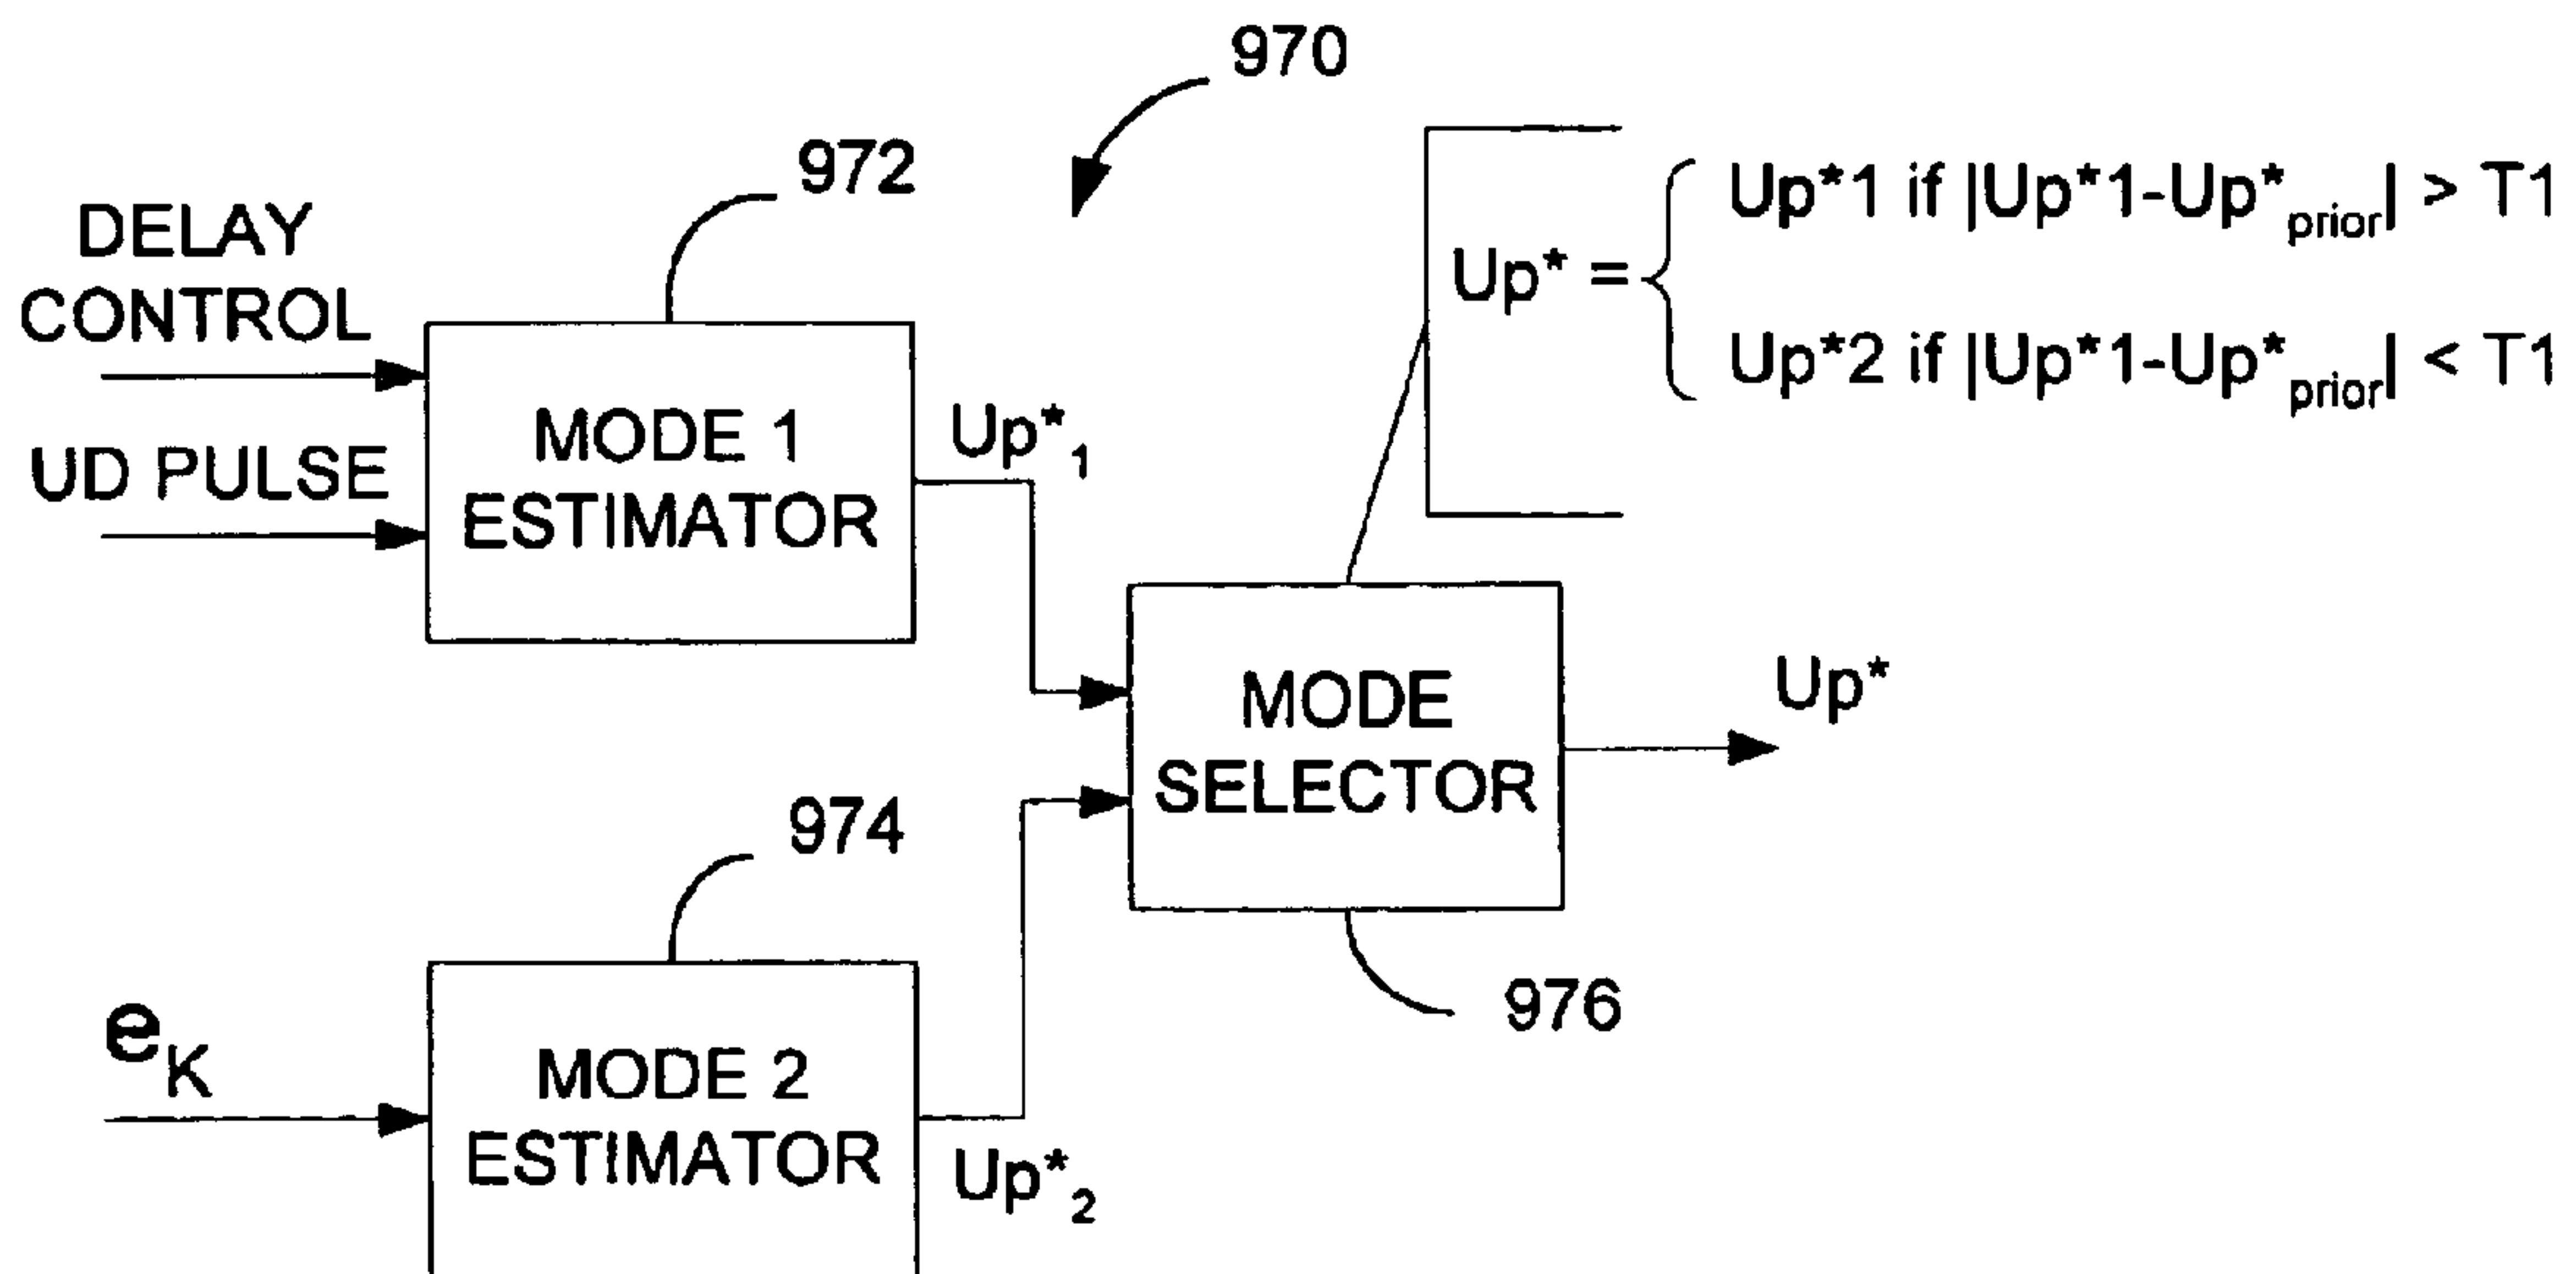 970
972
DELAY
CONTROL
UD PULSE
MODE 1
ESTIMATOR
Up*1
Up* =
Up*1 if |Up*1-Up*prior| > T1
Up*2 if |Up*1-Up*prior| < T1
MODE
SELECTOR
Up*
976
974
eK
MODE 2
ESTIMATOR
Up*2